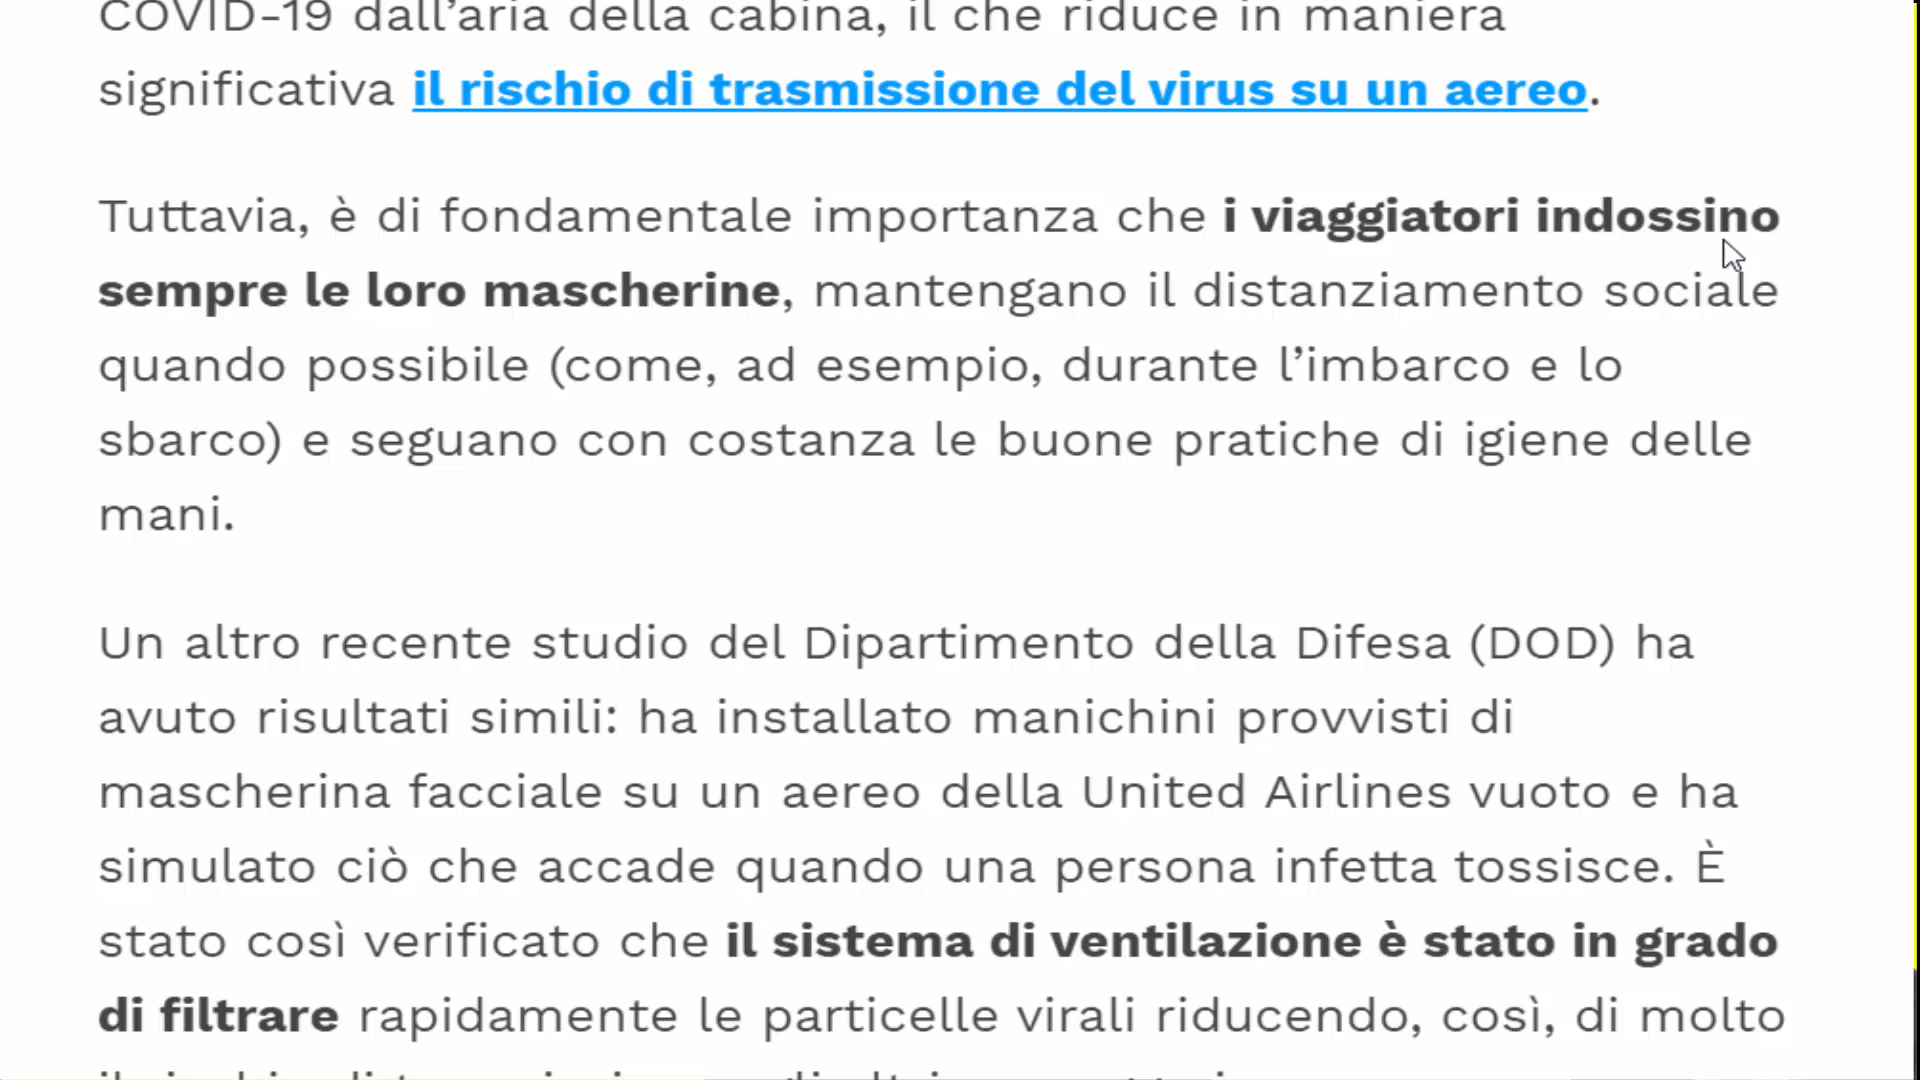 COVID-19 dall’aria della cabina, il che riduce in maniera
significativa il rischio di trasmissione del virus su un aereo.
Tuttavia, è di fondamentale importanza che i viaggiatori indossino
sempre le loro mascherine, mantengano il distanziamento sociale
quando possibile (come, ad esempio, durante l’imbarco e lo
sbarco) e seguano con costanza le buone pratiche di igiene delle
mani.
Un altro recente studio del Dipartimento della Difesa (DOD) ha
avuto risultati simili: ha installato manichini provvisti di
mascherina facciale su un aereo della United Airlines vuoto e ha
simulato ciò che accade quando una persona infetta tossisce. È
stato così verificato che il sistema di ventilazione è stato in grado
di filtrare rapidamente le particelle virali riducendo, così, di molto